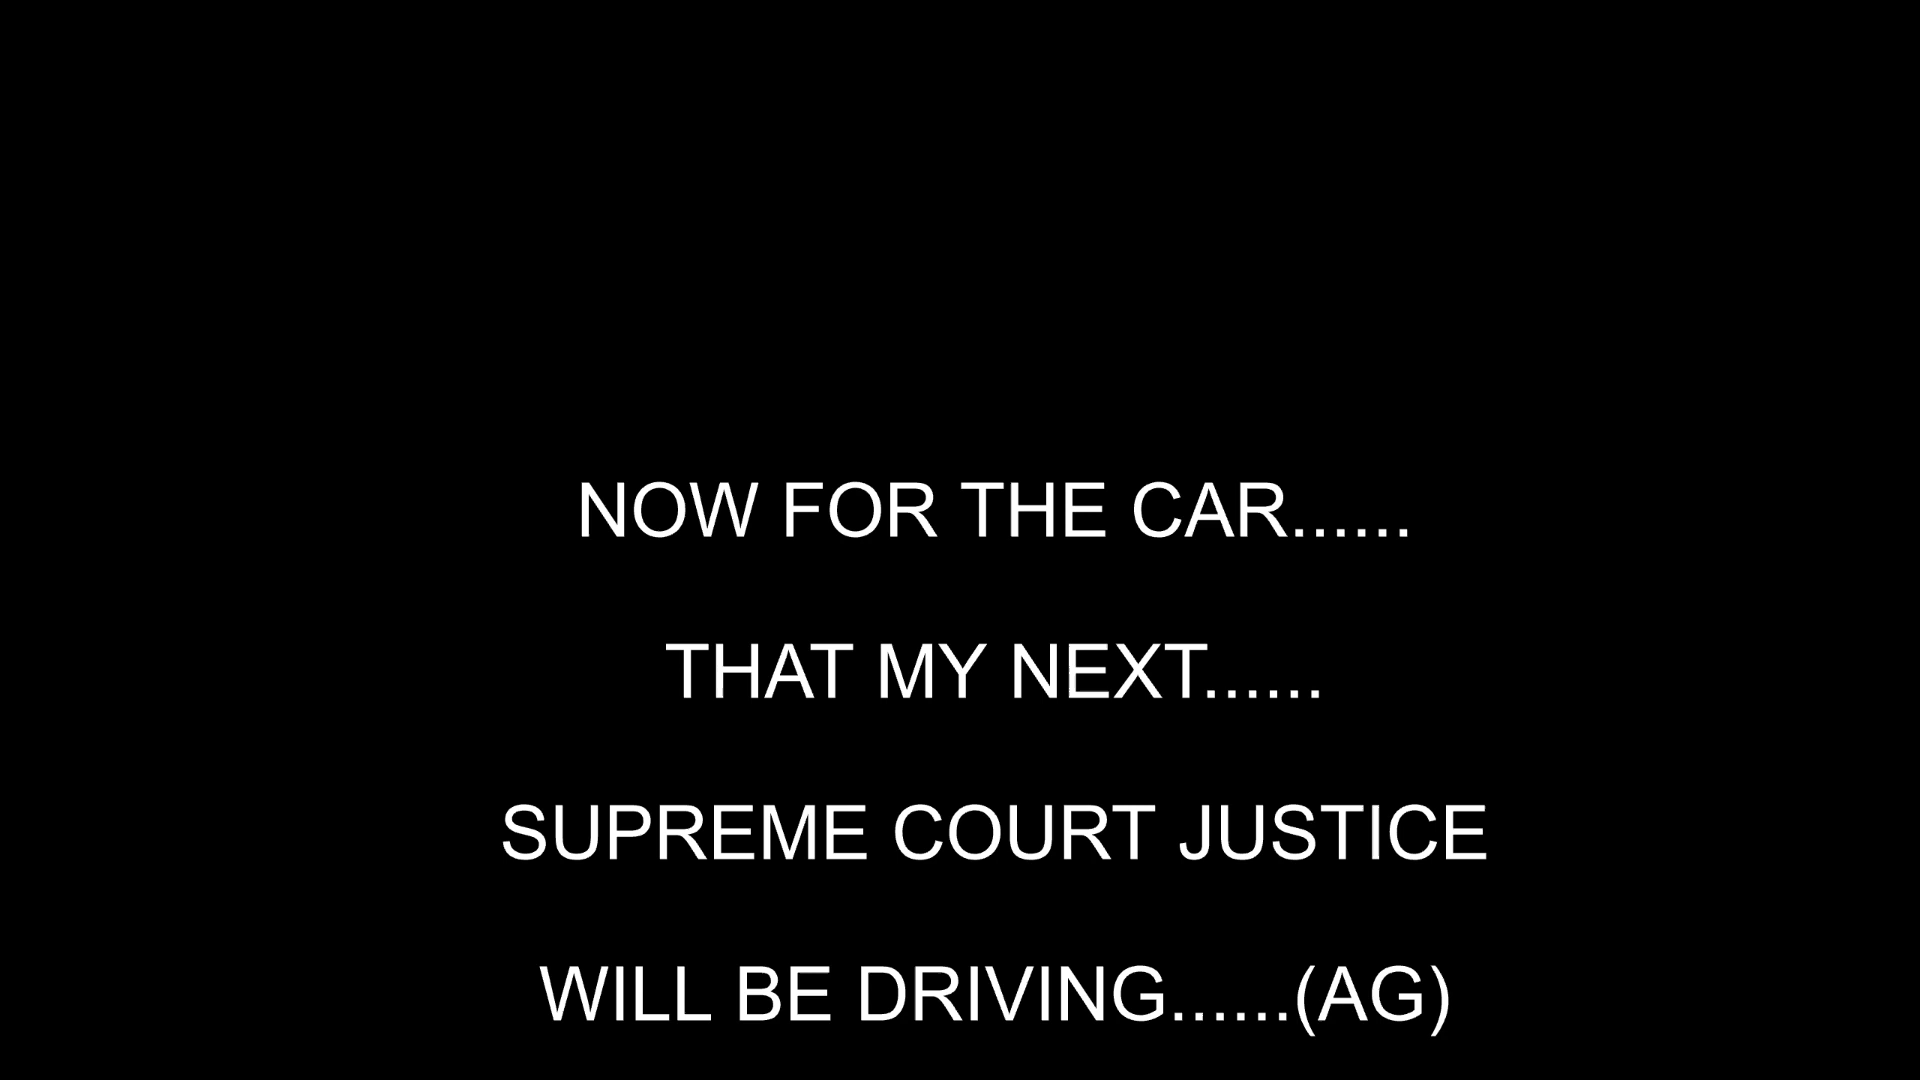 NOW FOR THE CAR......
THAT MY NEXT......
SUPREME COURT JUSTICE
WILL BE DRIVING......(AG)